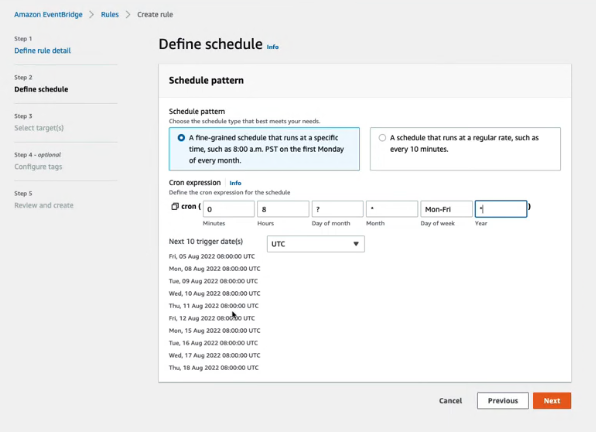 Amazon EventBridge > Rules > Create rule
Step 1
Define rule detail
Step 2
Define schedule
Step 3
Select target(s)
Step 4 - optional
Configure tags
Step 5
Review and create
Define schedule Info
Schedule pattern
Schedule pattern
Choose the schedule type that best meets your needs.
A fine-grained schedule that runs at a specific
time, such as 8:00 a.m. PST on the first Monday
of every month.
A schedule that runs at a regular rate, such as
every 10 minutes.
Cron expression Info
Define the cron expression for the schedule
cron ( 0 8 ? * Mon-Fri * )
Minutes Hours Day of month Month Day of week Year
Next 10 trigger date(s) UTC
Fri, 05 Aug 2022 08:00:00 UTC
Mon, 08 Aug 2022 08:00:00 UTC
Tue, 09 Aug 2022 08:00:00 UTC
Wed, 10 Aug 2022 08:00:00 UTC
Thu, 11 Aug 2022 08:00:00 UTC
Fri, 12 Aug 2022 08:00:00 UTC
Mon, 15 Aug 2022 08:00:00 UTC
Tue, 16 Aug 2022 08:00:00 UTC
Wed, 17 Aug 2022 08:00:00 UTC
Thu, 18 Aug 2022 08:00:00 UTC
Cancel Previous Next